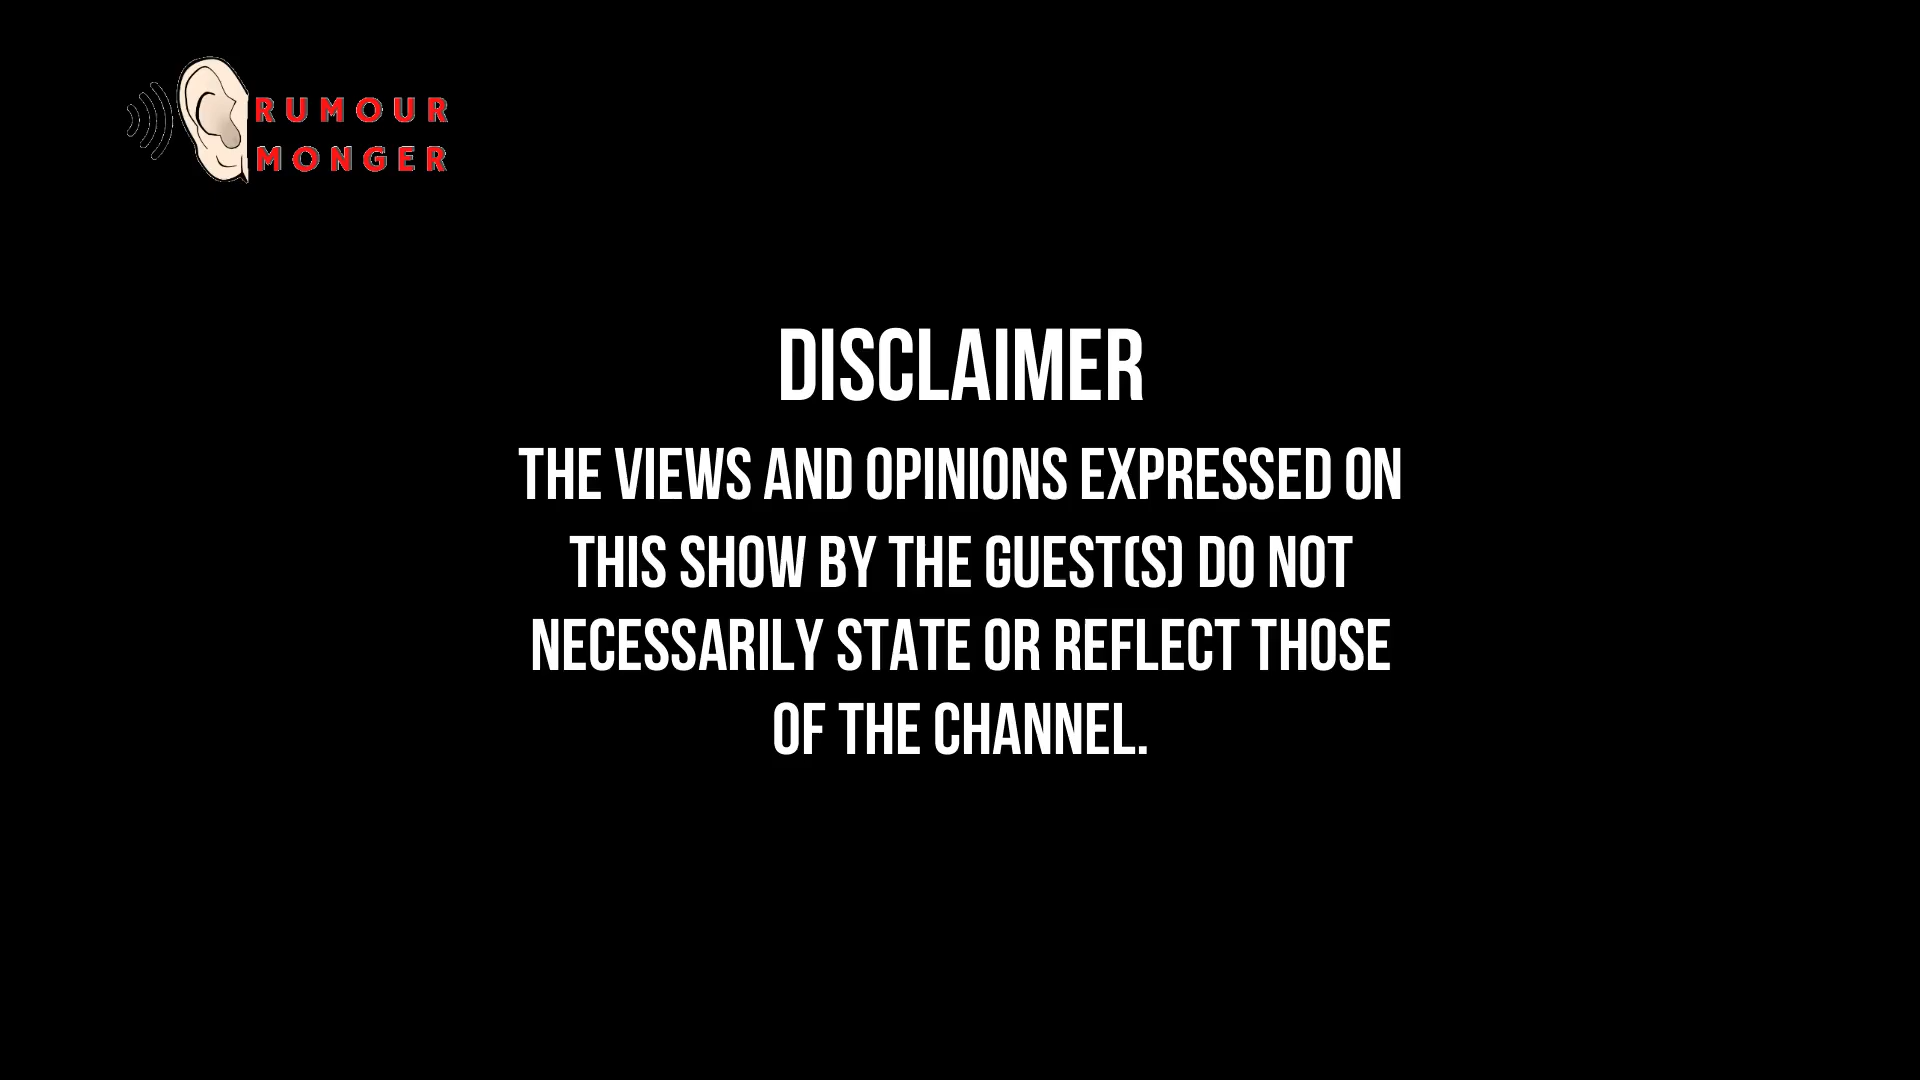 RUMOUR
MONGER
DISCLAIMER
THE VIEWS AND OPINIONS EXPRESSED ON
THIS SHOW BY THE GUEST(S) DO NOT
NECESSARILY STATE OR REFLECT THOSE
OF THE CHANNEL.